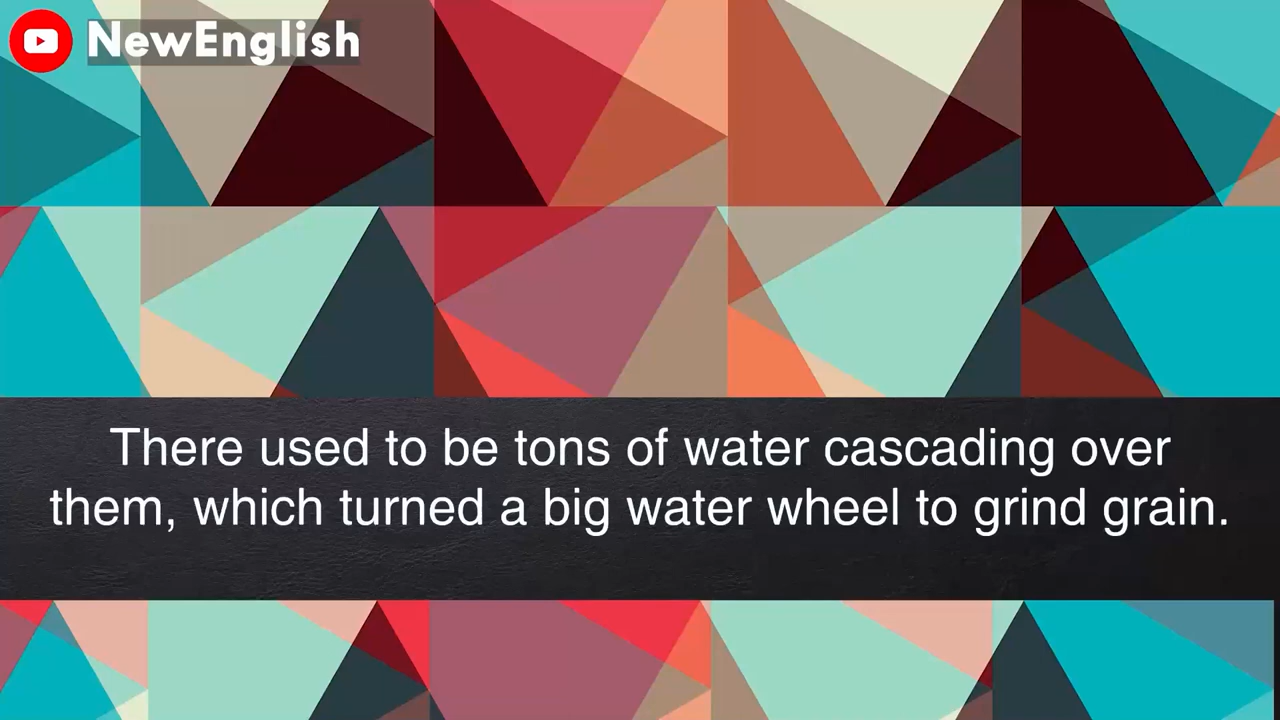 NewEnglish
There used to be tons of water cascading over
them, which turned a big water wheel to grind grain.